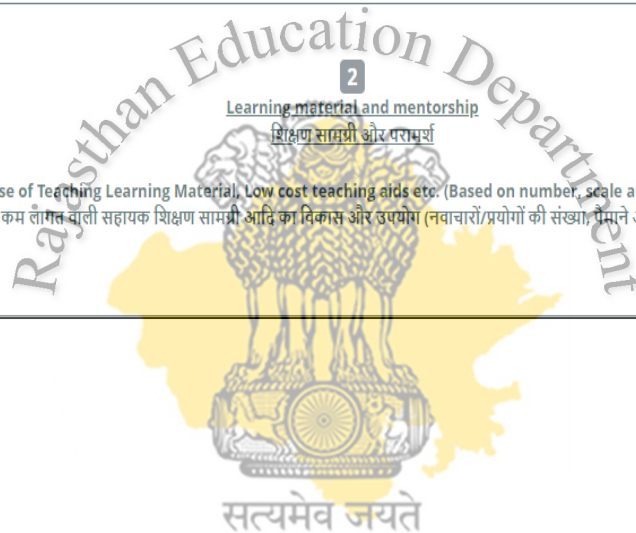 Rajasthan Education Department
2
Learning material and mentorship
शिक्षण सामग्री और परामर्श
se of Teaching Learning Material, Low cost teaching aids etc. (Based on number, scale a
कम लागत वाली सहायक शिक्षण सामग्री आदि का विकास और उपयोग (नवाचारों/प्रयोगों की संख्या, पैमाने
सत्यमेव जयते